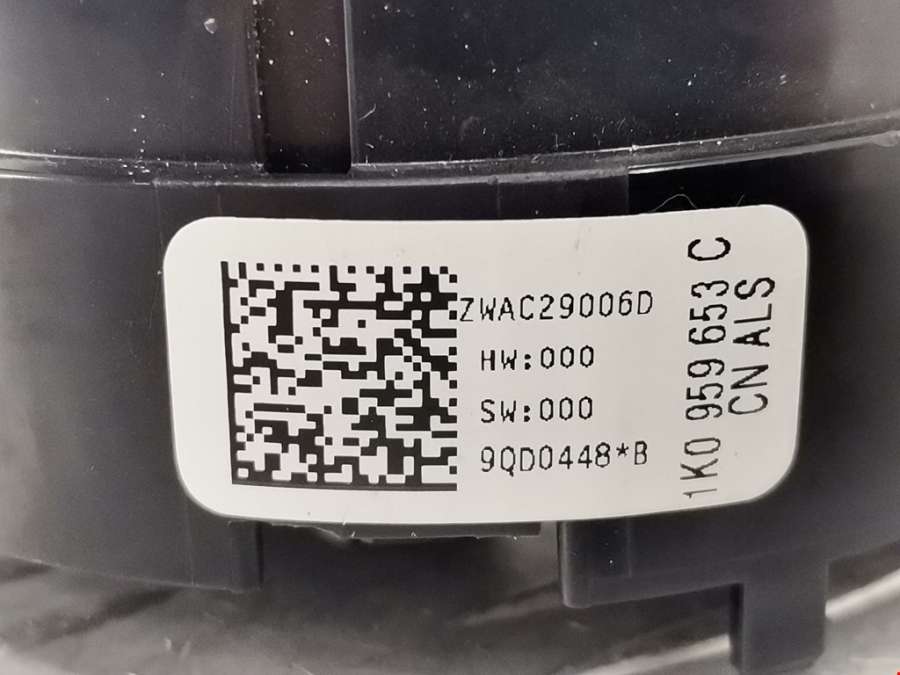 ZWAC29006D
HW:000
SW:000
9QD0448*B
1K0 959 653 C
CN ALS